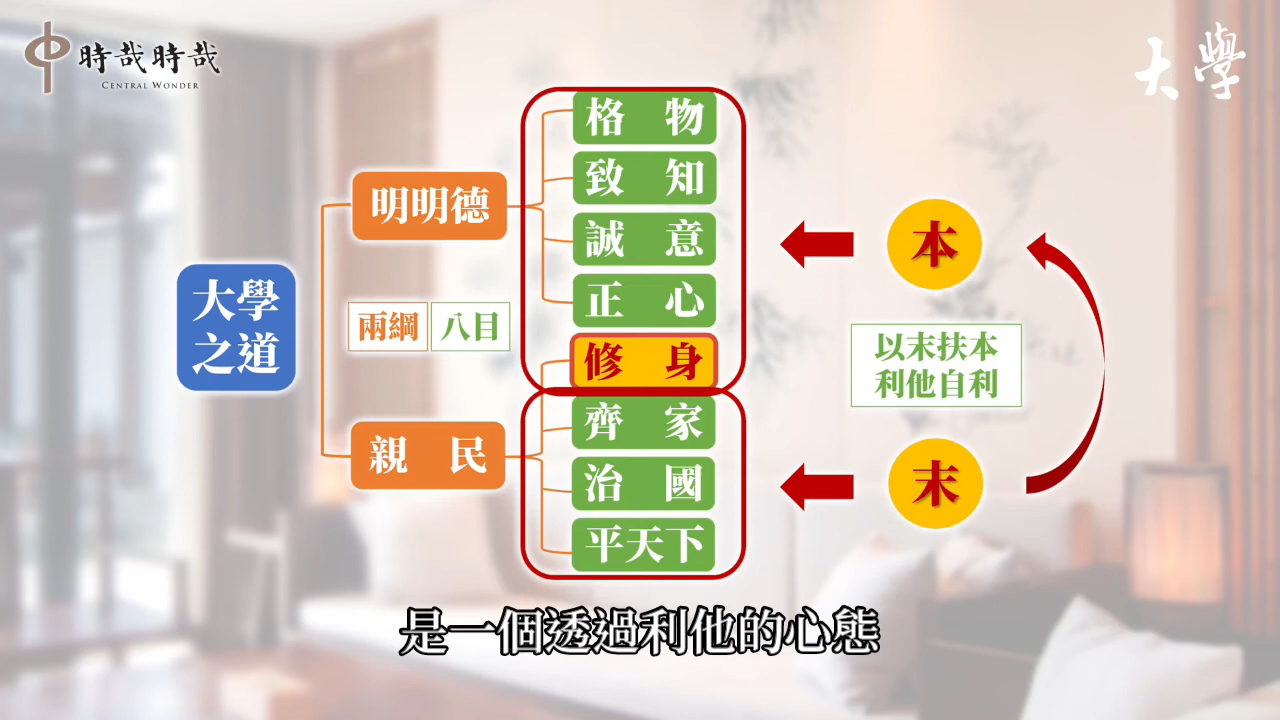 時哉時哉
CENTRAL WONDER
大學
大學
之道
明明德
兩綱
八目
親民
格物
致知
誠意
正心
修身
齊家
治國
平天下
本
以末扶本
利他自利
末
是一個透過利他的心態